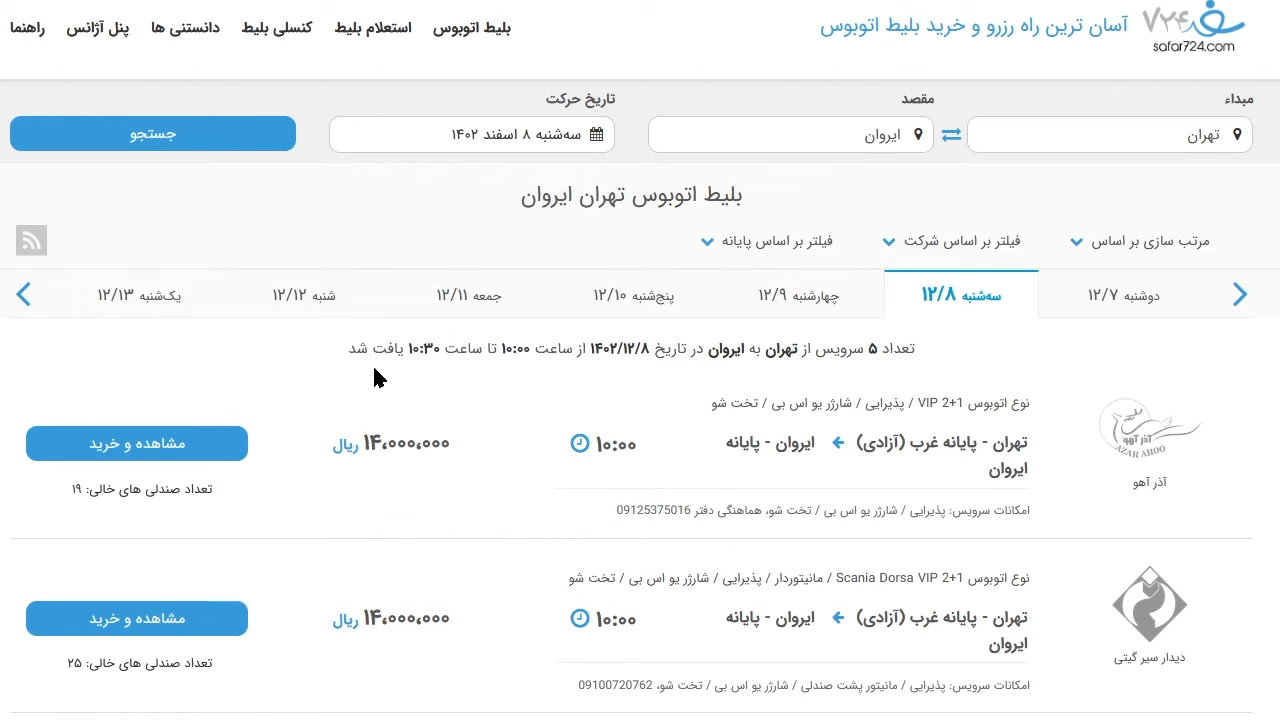 سفر ۷۲۴
safar724.com
آسان ترین راه رزرو و خرید بلیط اتوبوس
بلیط اتوبوس استعلام بلیط کنسلی بلیط دانستنی ها پنل آژانس راهنما
مبداء مقصد تاریخ حرکت
تهران ایروان سه‌شنبه ۸ اسفند ۱۴۰۲ جستجو
بلیط اتوبوس تهران ایروان
مرتب سازی بر اساس فیلتر بر اساس شرکت فیلتر بر اساس پایانه
دوشنبه ۱۲/۷ سه‌شنبه ۱۲/۸ چهارشنبه ۱۲/۹ پنج‌شنبه ۱۲/۱۰ جمعه ۱۲/۱۱ شنبه ۱۲/۱۲ یک‌شنبه ۱۲/۱۳
تعداد ۵ سرویس از تهران به ایروان در تاریخ ۱۴۰۲/۱۲/۸ از ساعت ۱۰:۰۰ تا ساعت ۱۰:۳۰ یافت شد
آذر آهو
AZAR AHOO
آذر آهو
نوع اتوبوس VIP 2+1 / پذیرایی / شارژر یو اس بی / تخت شو
تهران - پایانه غرب (آزادی) ← ایروان - پایانه
ایروان
۱۰:۰۰
۱۴,۰۰۰,۰۰۰ ریال
مشاهده و خرید
تعداد صندلی های خالی: ۱۹
امکانات سرویس: پذیرایی / شارژر یو اس بی / تخت شو، هماهنگی دفتر 09125375016
دیدار سیر گیتی
نوع اتوبوس Scania Dorsa VIP 2+1 / مانیتوردار / پذیرایی / شارژر یو اس بی / تخت شو
تهران - پایانه غرب (آزادی) ← ایروان - پایانه
ایروان
۱۰:۰۰
۱۴,۰۰۰,۰۰۰ ریال
مشاهده و خرید
تعداد صندلی های خالی: ۲۵
امکانات سرویس: پذیرایی / مانیتور پشت صندلی / شارژر یو اس بی / تخت شو، 09100720762